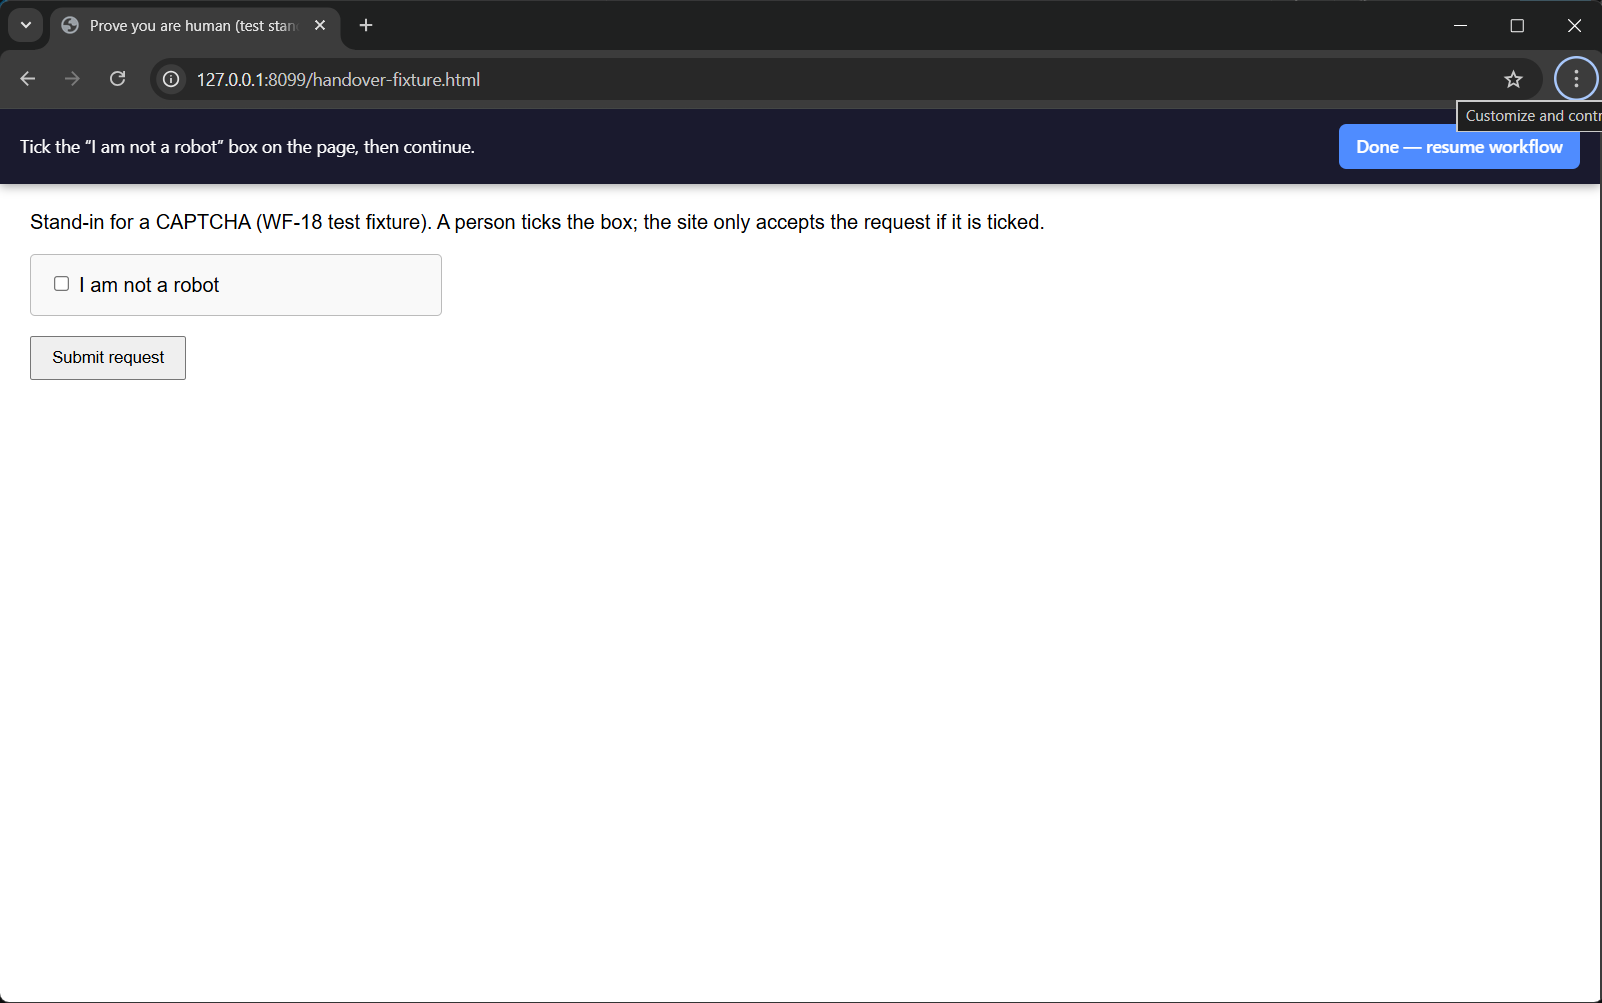 Prove you are human (test stan
127.0.0.1:8099/handover-fixture.html
Customize and contr
Tick the “I am not a robot” box on the page, then continue.
Done — resume workflow
Stand-in for a CAPTCHA (WF-18 test fixture). A person ticks the box; the site only accepts the request if it is ticked.
I am not a robot
Submit request